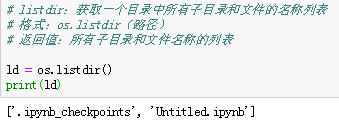 # listdir：获取一个目录中所有子目录和文件的名称列表
# 格式：os.listdir（路径）
# 返回值：所有子目录和文件名称的列表
ld = os.listdir()
print(ld)
['.ipynb_checkpoints', 'Untitled.ipynb']